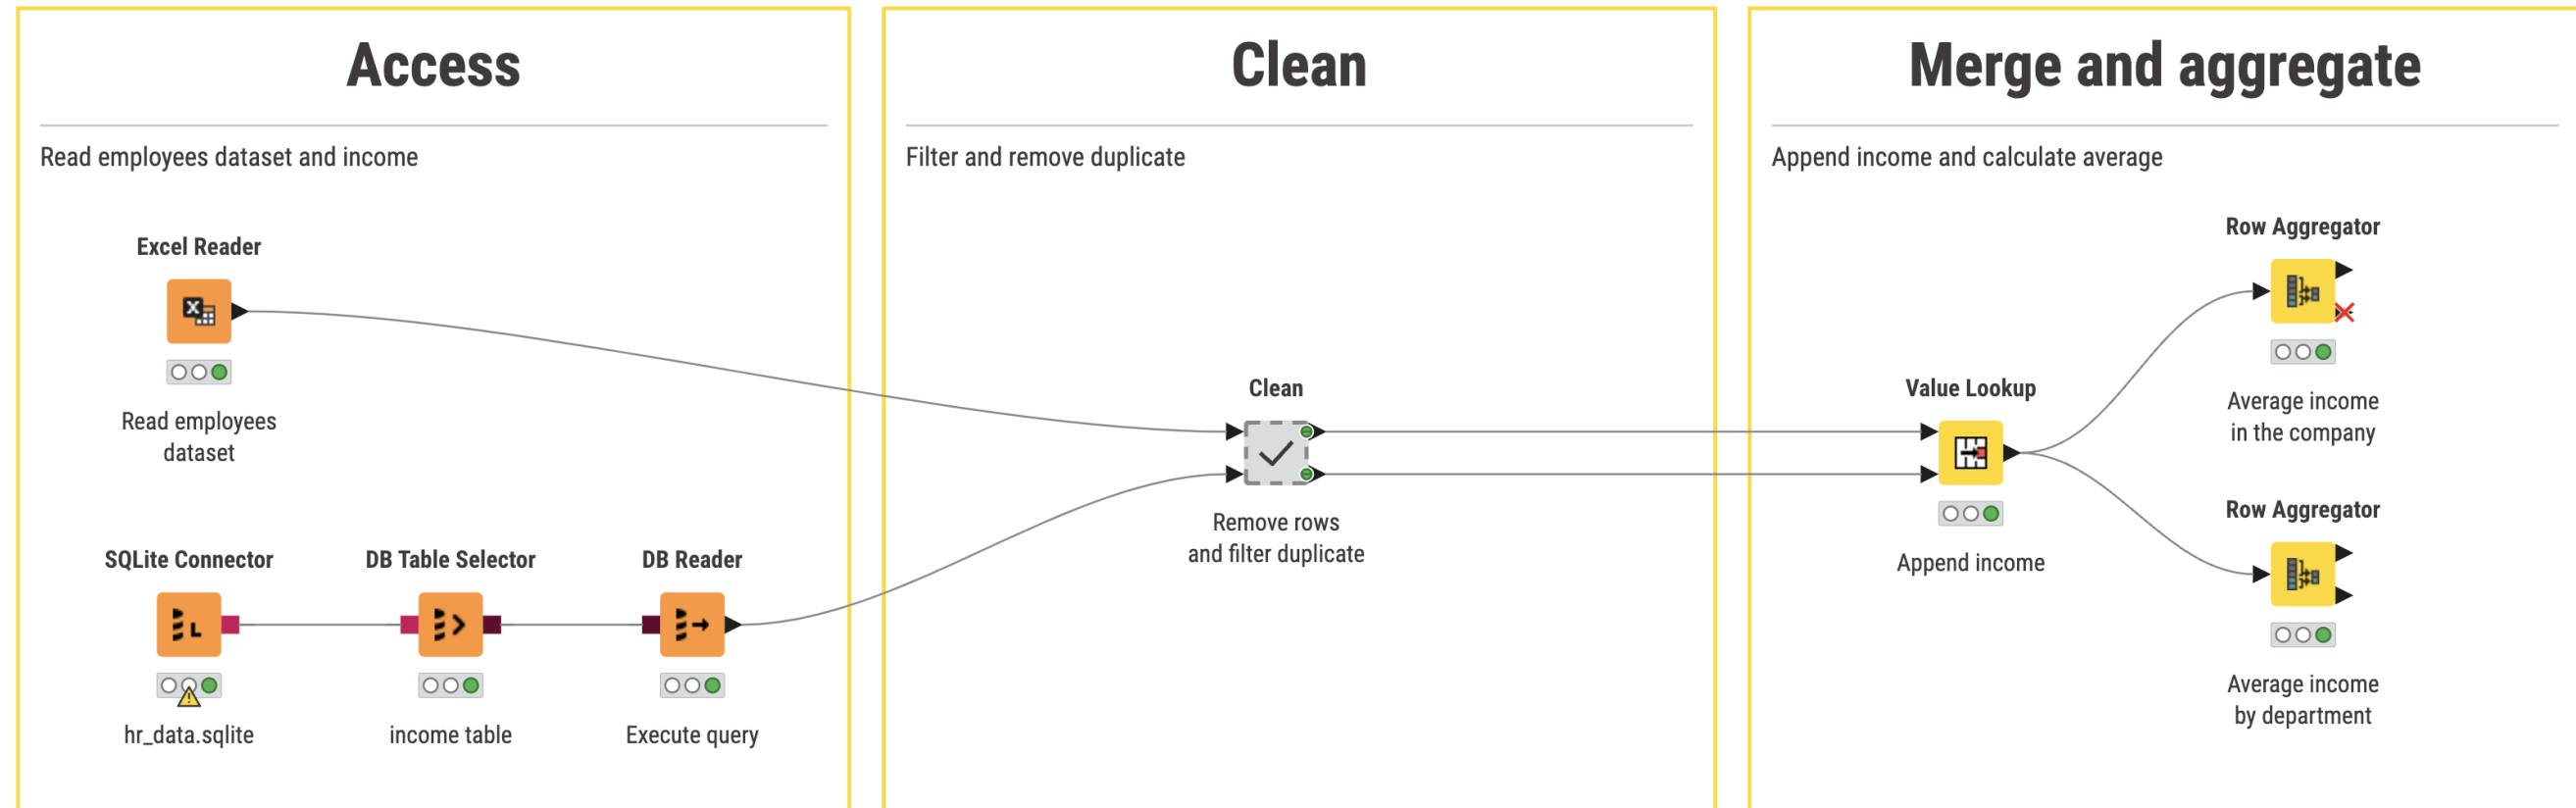 Access
Read employees dataset and income
Excel Reader
Read employees
dataset
SQLite Connector
hr_data.sqlite
DB Table Selector
income table
DB Reader
Execute query
Clean
Filter and remove duplicate
Clean
Remove rows
and filter duplicate
Merge and aggregate
Append income and calculate average
Value Lookup
Append income
Row Aggregator
Average income
in the company
Row Aggregator
Average income
by department